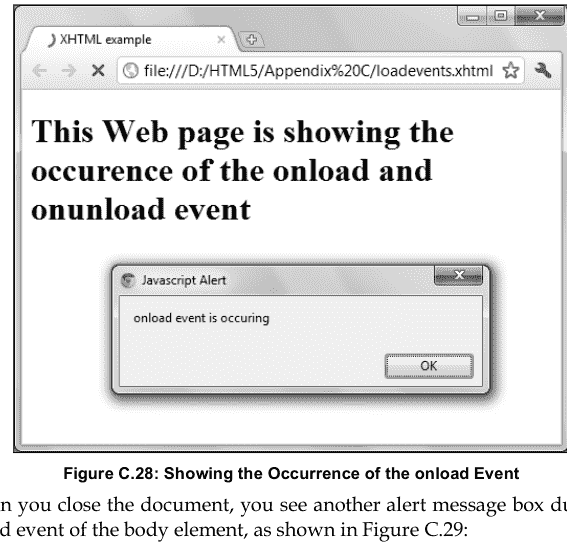 XHTML example
file:///D:/HTML5/Appendix%20C/loadevents.xhtml
This Web page is showing the
occurence of the onload and
onunload event
Javascript Alert
onload event is occuring
OK
Figure C.28: Showing the Occurrence of the onload Event
you close the document, you see another alert message box
event of the body element, as shown in Figure C.29: